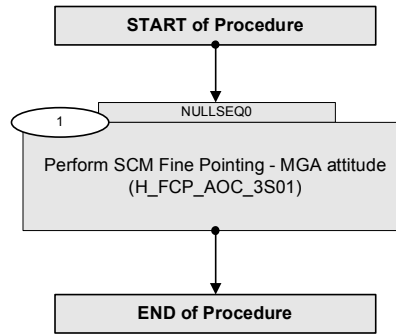 START of Procedure
NULLSEQ0
1
Perform SCM Fine Pointing - MGA attitude
(H_FCP_AOC_3S01)
END of Procedure